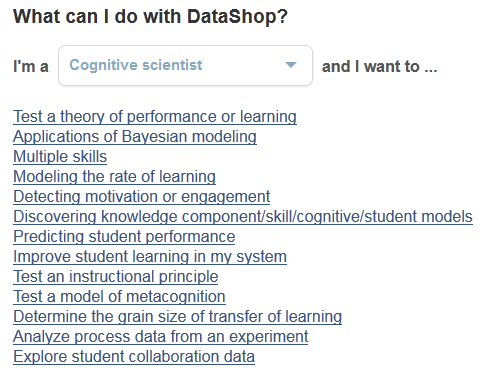 What can I do with DataShop?
I'm a Cognitive scientist and I want to ...
Test a theory of performance or learning
Applications of Bayesian modeling
Multiple skills
Modeling the rate of learning
Detecting motivation or engagement
Discovering knowledge component/skill/cognitive/student models
Predicting student performance
Improve student learning in my system
Test an instructional principle
Test a model of metacognition
Determine the grain size of transfer of learning
Analyze process data from an experiment
Explore student collaboration data